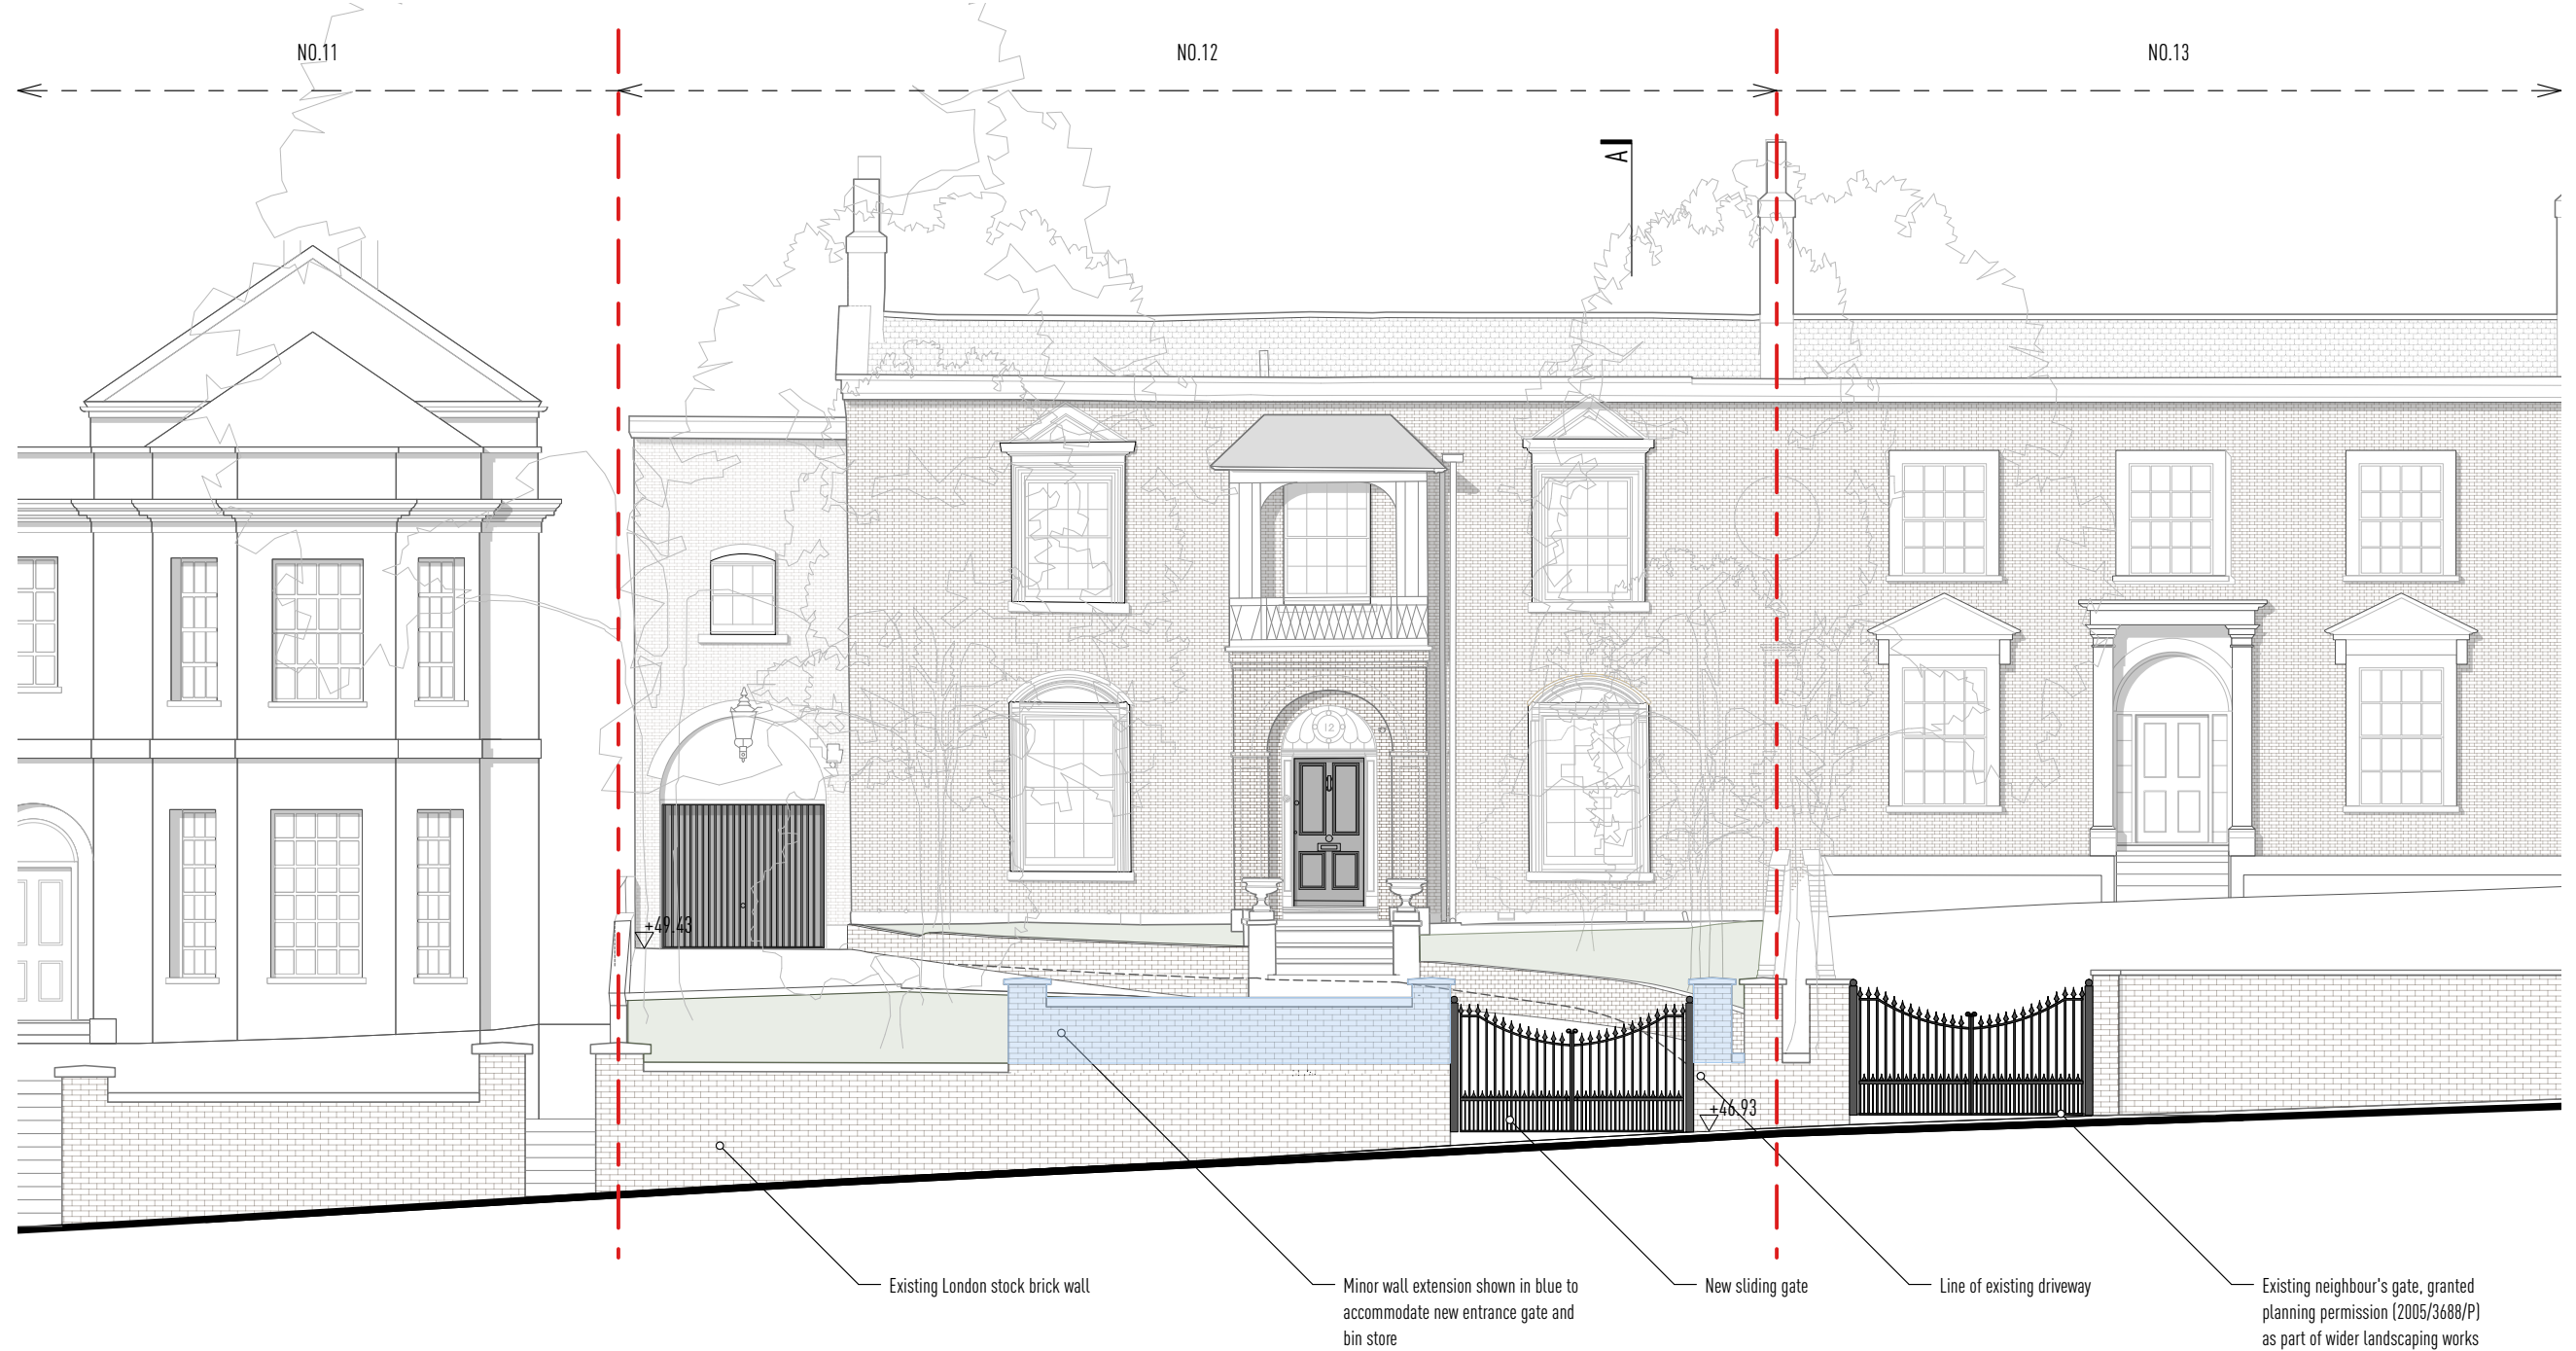 NO.11
NO.12
NO.13
A
12
+49.43
+46.93
Existing London stock brick wall
Minor wall extension shown in blue to
accommodate new entrance gate and
bin store
New sliding gate
Line of existing driveway
Existing neighbour's gate, granted
planning permission (2005/3688/P)
as part of wider landscaping works